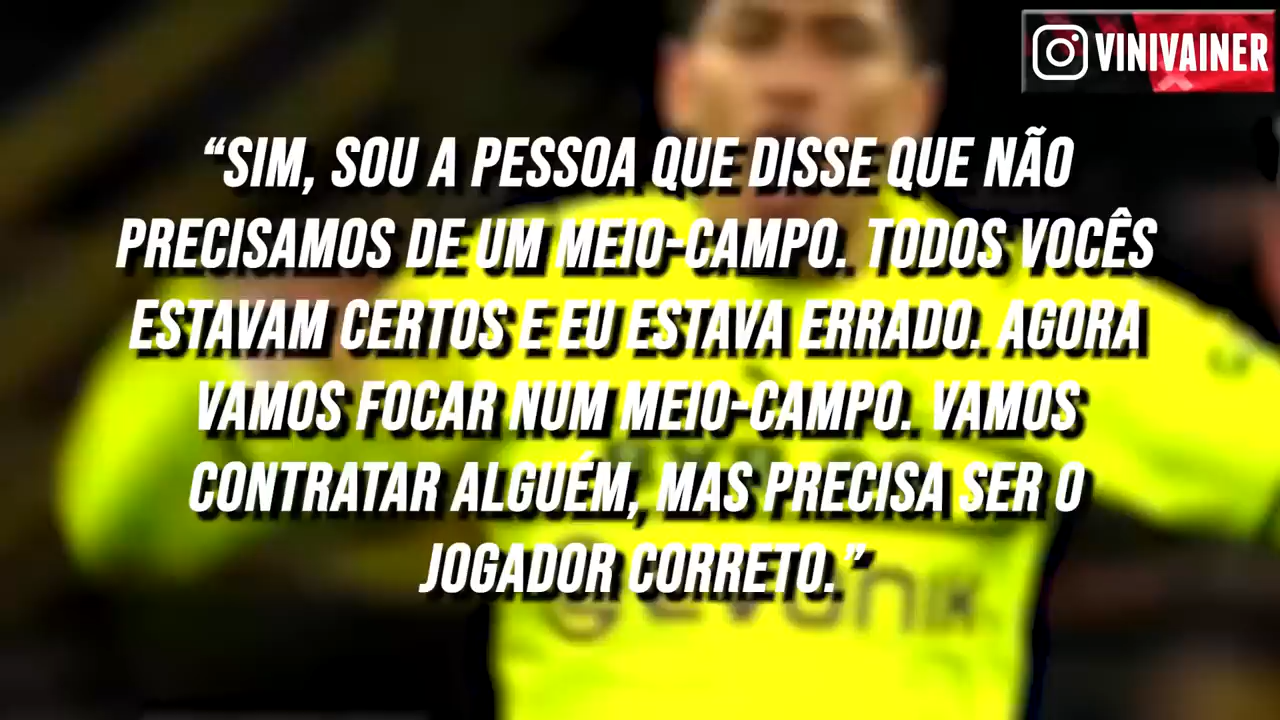 VINIVAINER
“SIM, SOU A PESSOA QUE DISSE QUE NÃO
PRECISAMOS DE UM MEIO-CAMPO. TODOS VOCÊS
ESTAVAM CERTOS E EU ESTAVA ERRADO. AGORA
VAMOS FOCAR NUM MEIO-CAMPO. VAMOS
CONTRATAR ALGUÉM, MAS PRECISA SER O
JOGADOR CORRETO.”
evonik